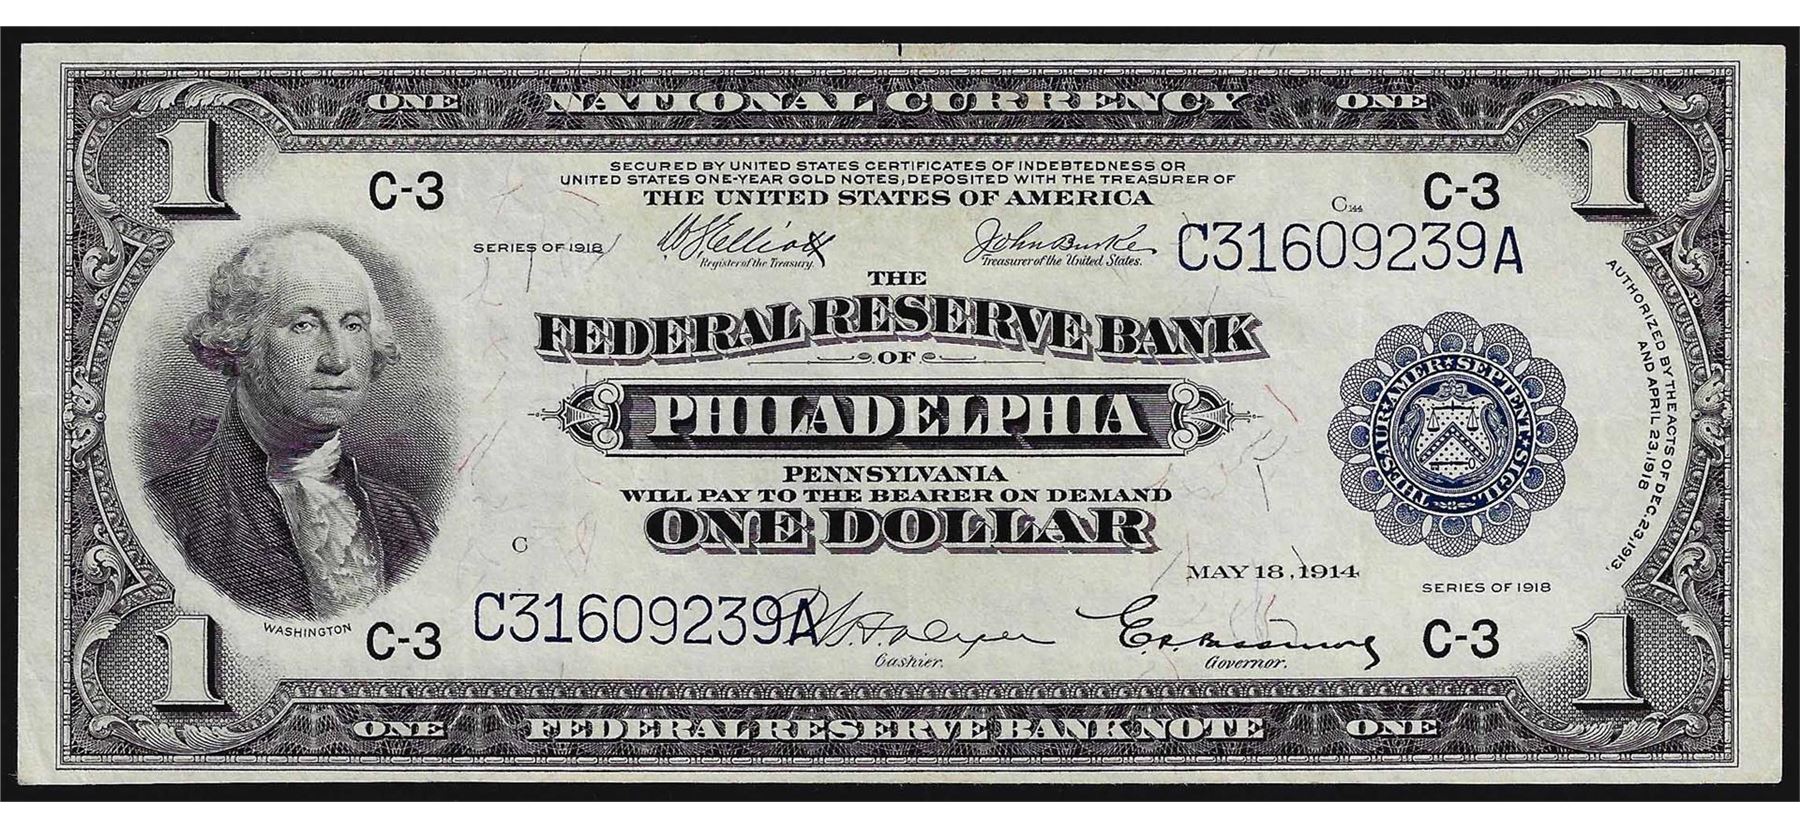 ONE NATIONAL CURRENCY ONE
1 1
SECURED BY UNITED STATES CERTIFICATES OF INDEBTEDNESS OR
UNITED STATES ONE-YEAR GOLD NOTES, DEPOSITED WITH THE TREASURER OF
THE UNITED STATES OF AMERICA
C-3 C-3
C144
SERIES OF 1918
John Burke
Register of the Treasury. Treasurer of the United States.
C31609239A
THE
FEDERAL RESERVE BANK
OF
PHILADELPHIA
PENNSYLVANIA
WILL PAY TO THE BEARER ON DEMAND
ONE DOLLAR
THESAUR. AMER. SEPTENT. SIGIL.
AUTHORIZED BY THE ACTS OF DEC. 23, 1913,
AND APRIL 23, 1918
C
MAY 18, 1914
SERIES OF 1918
C31609239A
WASHINGTON
C-3 C-3
Cashier. Governor.
1 1
ONE FEDERAL RESERVE BANK NOTE ONE